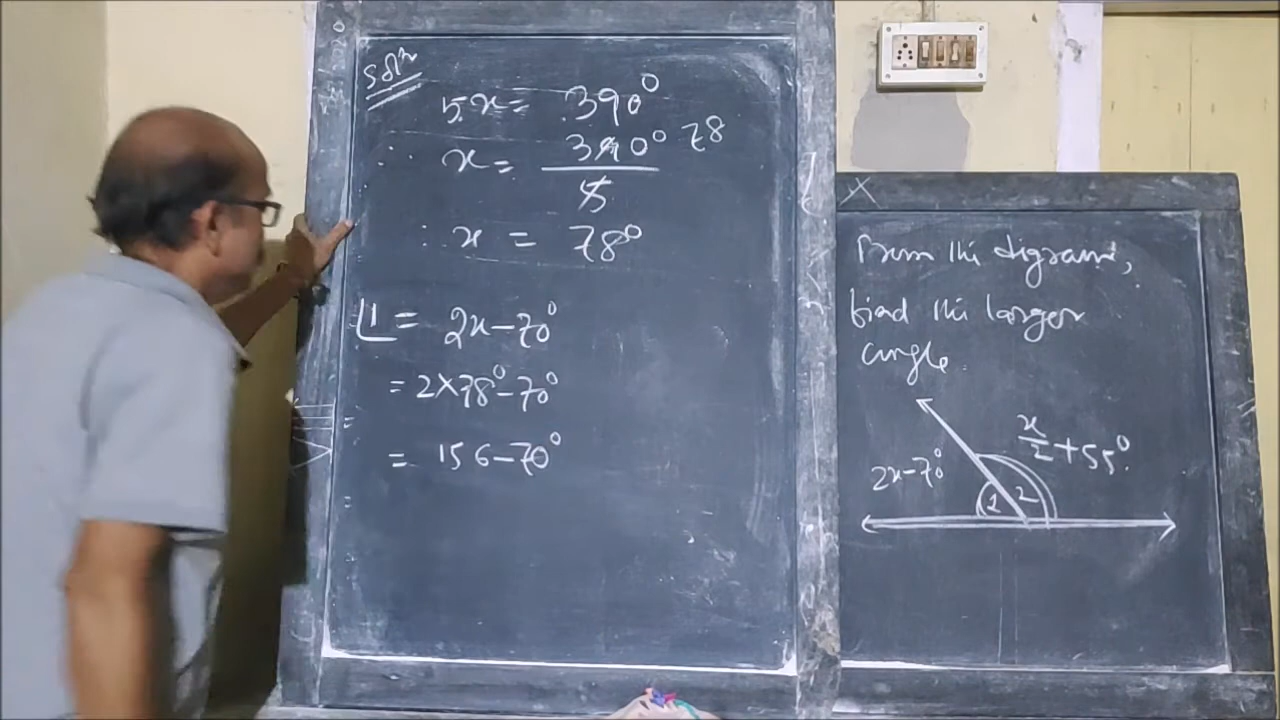 Solⁿ
5x = 390°
∴ x = 390° / 5 78
∴ x = 78°
∠1 = 2x-70°
= 2×78°-70°
= 156-70°
From the digram,
find the larger
angle.
x/2 + 55°
2x-70°
1 2